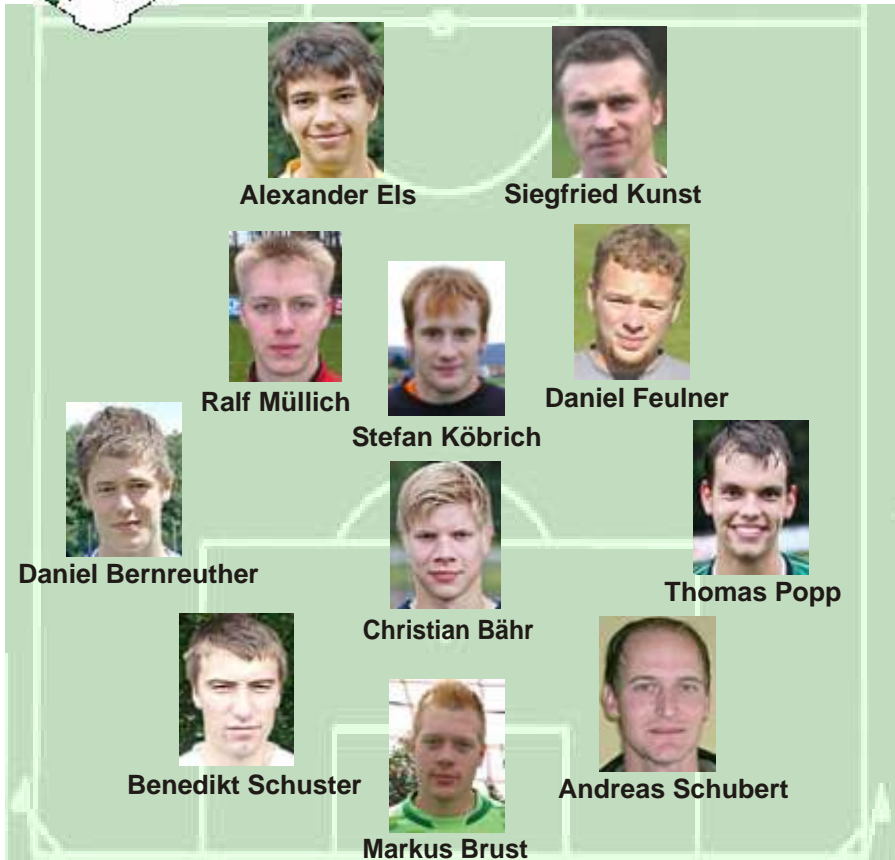 Alexander Els
Siegfried Kunst
Ralf Müllich
Daniel Feulner
Stefan Köbrich
Daniel Bernreuther
Thomas Popp
Christian Bähr
Benedikt Schuster
Andreas Schubert
Markus Brust